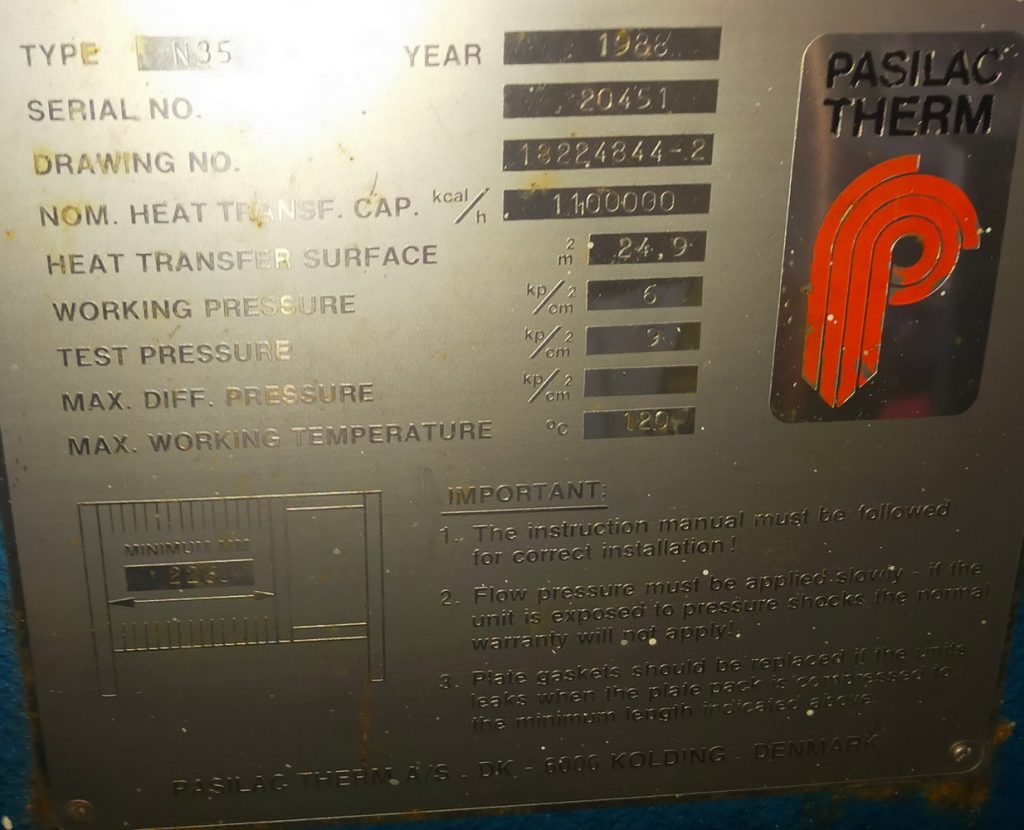 TYPE N35 YEAR 1988
SERIAL NO. 20451
DRAWING NO. 18224844-2
NOM. HEAT TRANSF. CAP. kcal/h 1100000
HEAT TRANSFER SURFACE m2 24,9
WORKING PRESSURE kp/cm2 6
TEST PRESSURE kp/cm2 9
MAX. DIFF. PRESSURE kp/cm2
MAX. WORKING TEMPERATURE °C 120
PASILAC
THERM
MINIMUM MM
IMPORTANT:
1. The instruction manual must be followed
for correct installation!
2. Flow pressure must be applied slowly - if the
unit is exposed to pressure shocks the normal
warranty will not apply!
3. Plate gaskets should be replaced if the units
leaks when the plate pack is compressed to
the minimum length indicated above.
PASILAC THERM A/S . DK - 6000 KOLDING . DENMARK